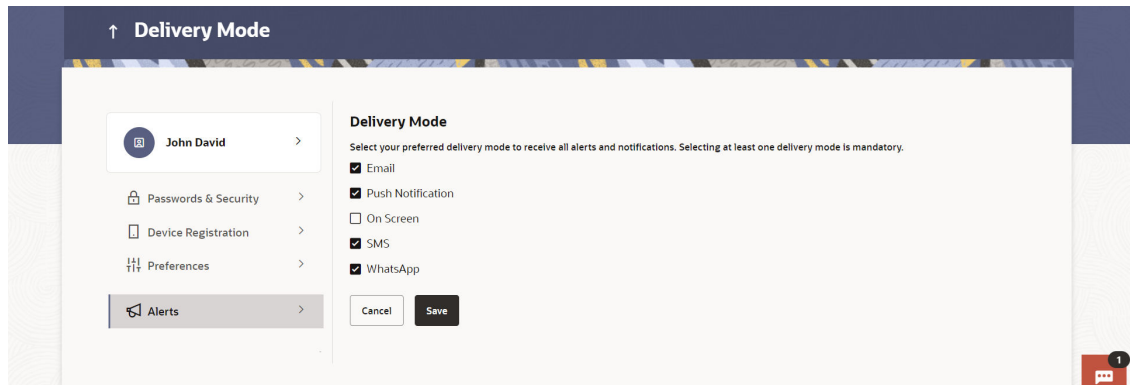 Delivery Mode
John David
Passwords & Security
Device Registration
Preferences
Alerts
Delivery Mode
Select your preferred delivery mode to receive all alerts and notifications. Selecting at least one delivery mode is mandatory.
Email
Push Notification
On Screen
SMS
WhatsApp
Cancel
Save
1